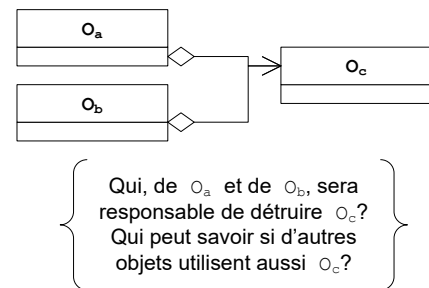 Oa
Oc
Ob
Qui, de Oa et de Ob, sera
responsable de détruire Oc?
Qui peut savoir si d'autres
objets utilisent aussi Oc?